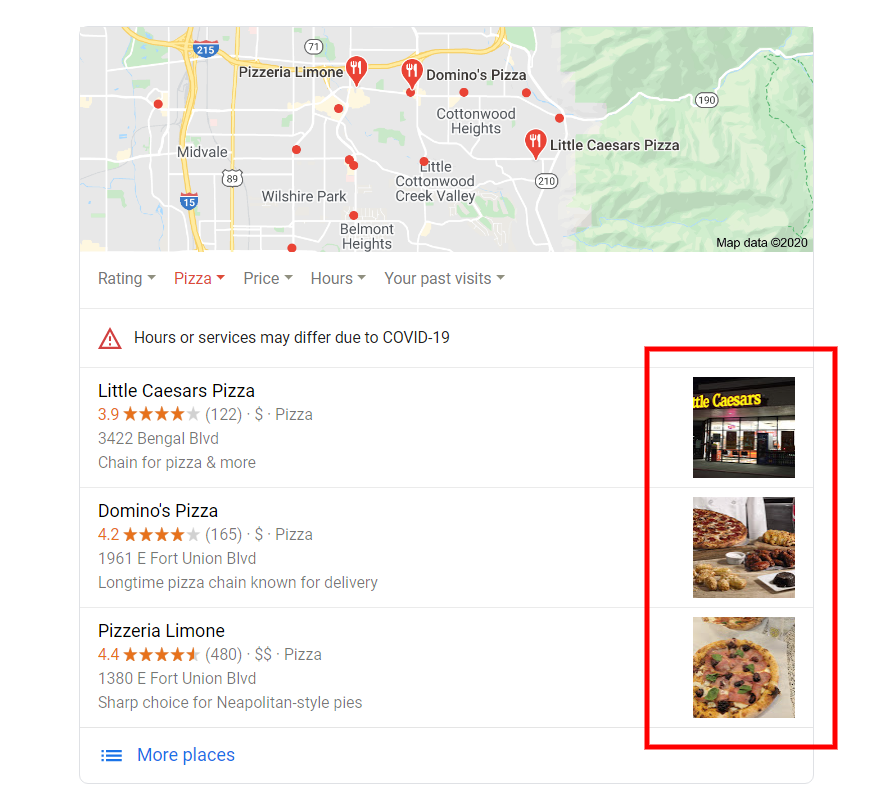 215
71
Pizzeria Limone
Domino's Pizza
190
Cottonwood
Heights
Little Caesars Pizza
Midvale
89
Little
Cottonwood
Creek Valley
210
Wilshire Park
15
Belmont
Heights
Map data ©2020
Rating Pizza Price Hours Your past visits
Hours or services may differ due to COVID-19
Little Caesars Pizza
3.9 (122) · $ · Pizza
3422 Bengal Blvd
Chain for pizza & more
ttle Caesars
Domino's Pizza
4.2 (165) · $ · Pizza
1961 E Fort Union Blvd
Longtime pizza chain known for delivery
Pizzeria Limone
4.4 (480) · $$ · Pizza
1380 E Fort Union Blvd
Sharp choice for Neapolitan-style pies
More places